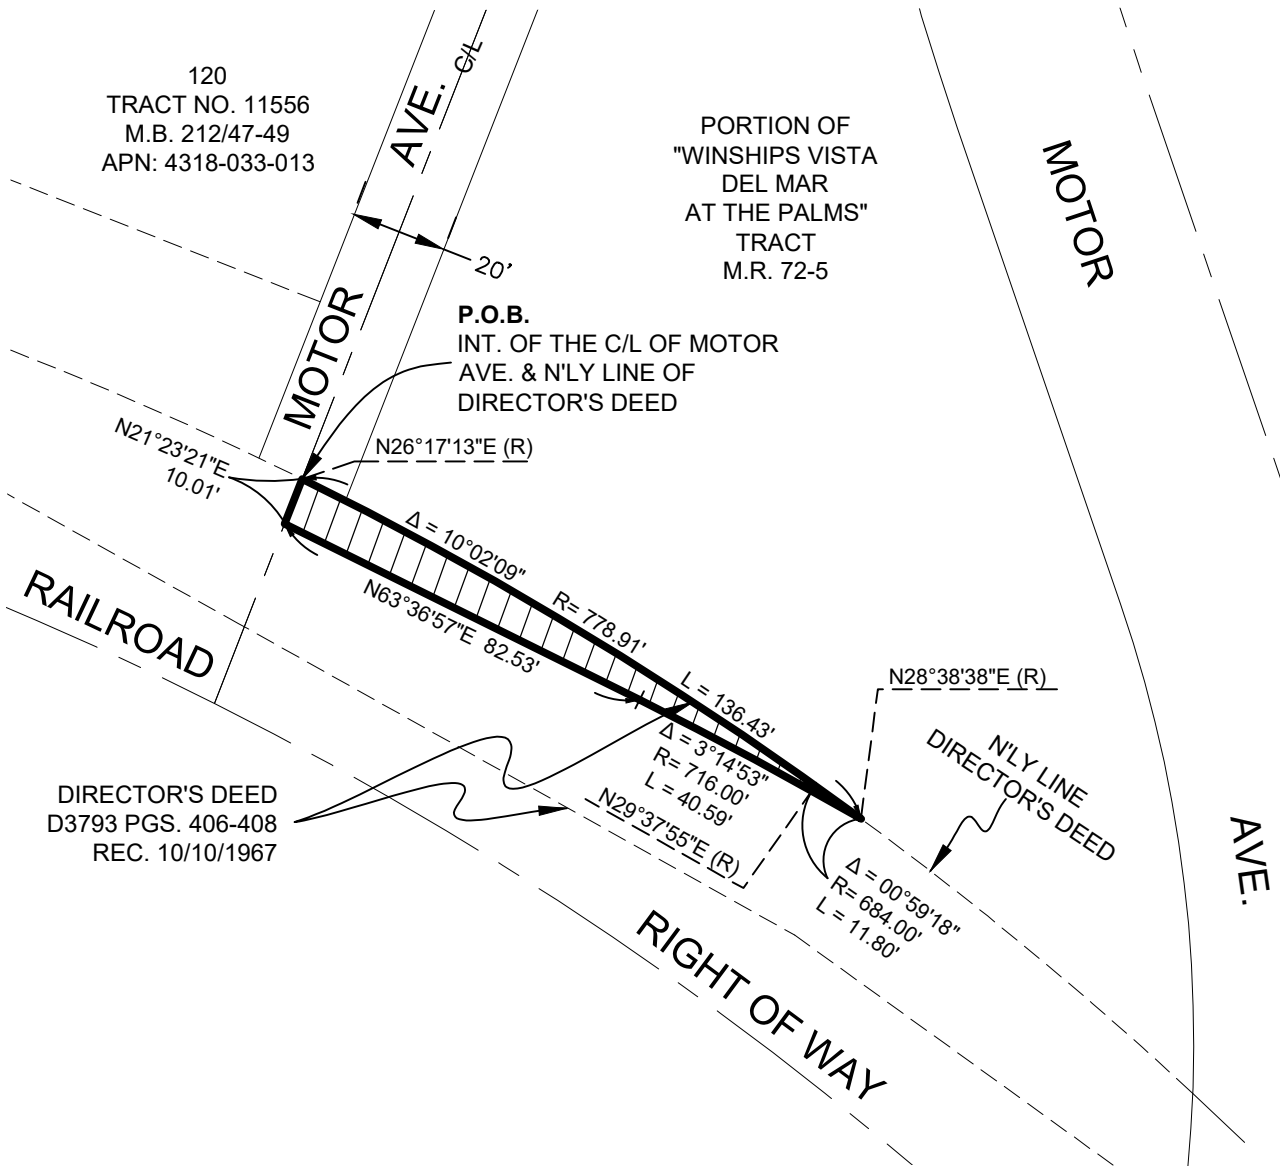 120
TRACT NO. 11556
M.B. 212/47-49
APN: 4318-033-013
MOTOR AVE.
C/L
20'
PORTION OF
"WINSHIPS VISTA
DEL MAR
AT THE PALMS"
TRACT
M.R. 72-5
MOTOR
AVE.
P.O.B.
INT. OF THE C/L OF MOTOR
AVE. & N'LY LINE OF
DIRECTOR'S DEED
N21°23'21"E
10.01'
N26°17'13"E (R)
Δ = 10°02'09"
R= 778.91'
L = 136.43'
N63°36'57"E 82.53'
RAILROAD
RIGHT OF WAY
Δ = 3°14'53"
R= 716.00'
L = 40.59'
N29°37'55"E (R)
N28°38'38"E (R)
N'LY LINE
DIRECTOR'S DEED
Δ = 00°59'18"
R= 684.00'
L = 11.80'
DIRECTOR'S DEED
D3793 PGS. 406-408
REC. 10/10/1967